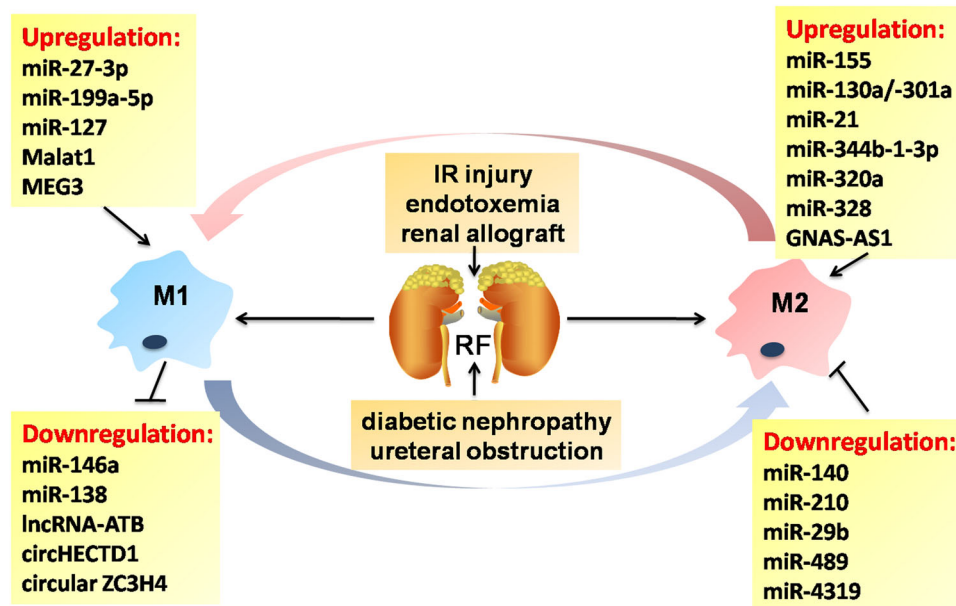 Upregulation:
miR-27-3p
miR-199a-5p
miR-127
Malat1
MEG3
Upregulation:
miR-155
miR-130a/-301a
miR-21
miR-344b-1-3p
miR-320a
miR-328
GNAS-AS1
IR injury
endotoxemia
renal allograft
M1
RF
M2
diabetic nephropathy
ureteral obstruction
Downregulation:
miR-146a
miR-138
lncRNA-ATB
circHECTD1
circular ZC3H4
Downregulation:
miR-140
miR-210
miR-29b
miR-489
miR-4319